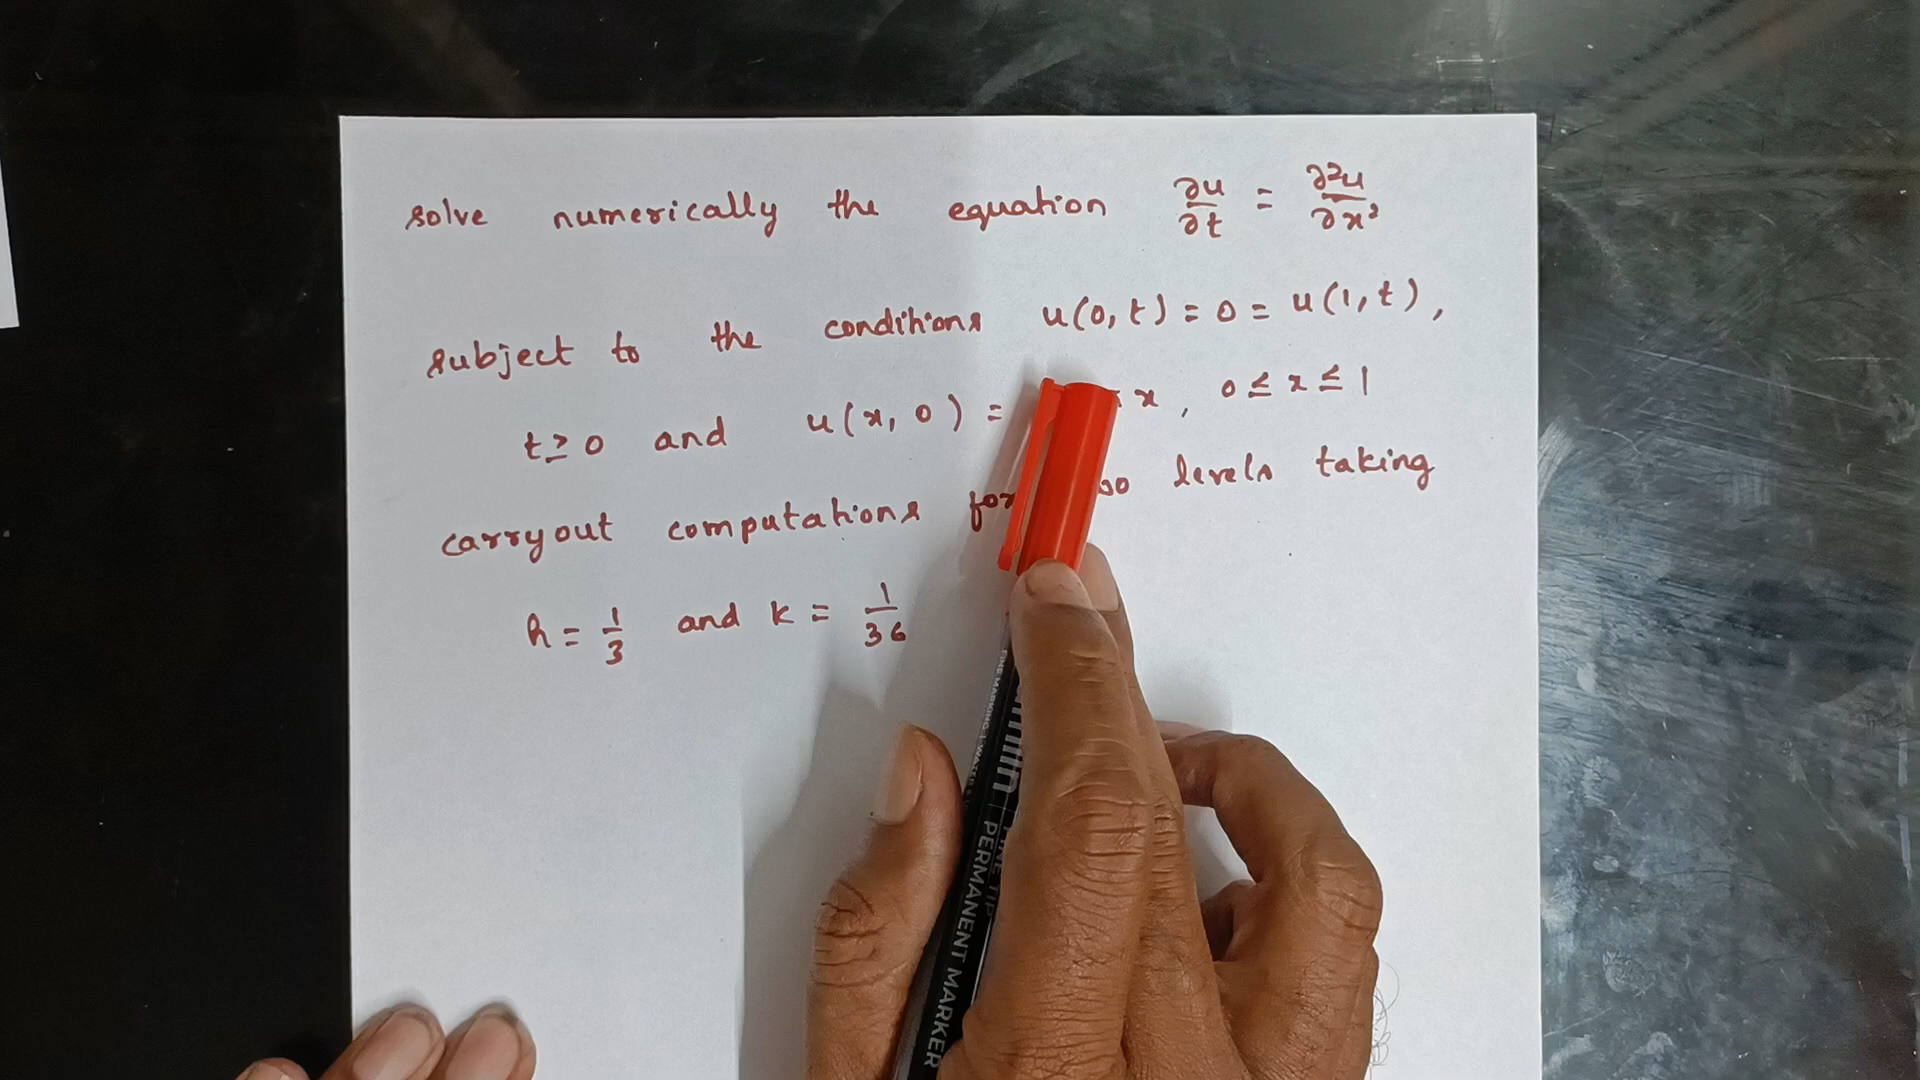 solve numerically the equation ∂u/∂t = ∂²u/∂x²
subject to the conditions u(0,t) = 0 = u(1,t),
t ≥ 0 and u(x,0) = x, 0 ≤ x ≤ 1
carryout computations for levels taking
h = 1/3 and k = 1/36
PERMANENT MARKER